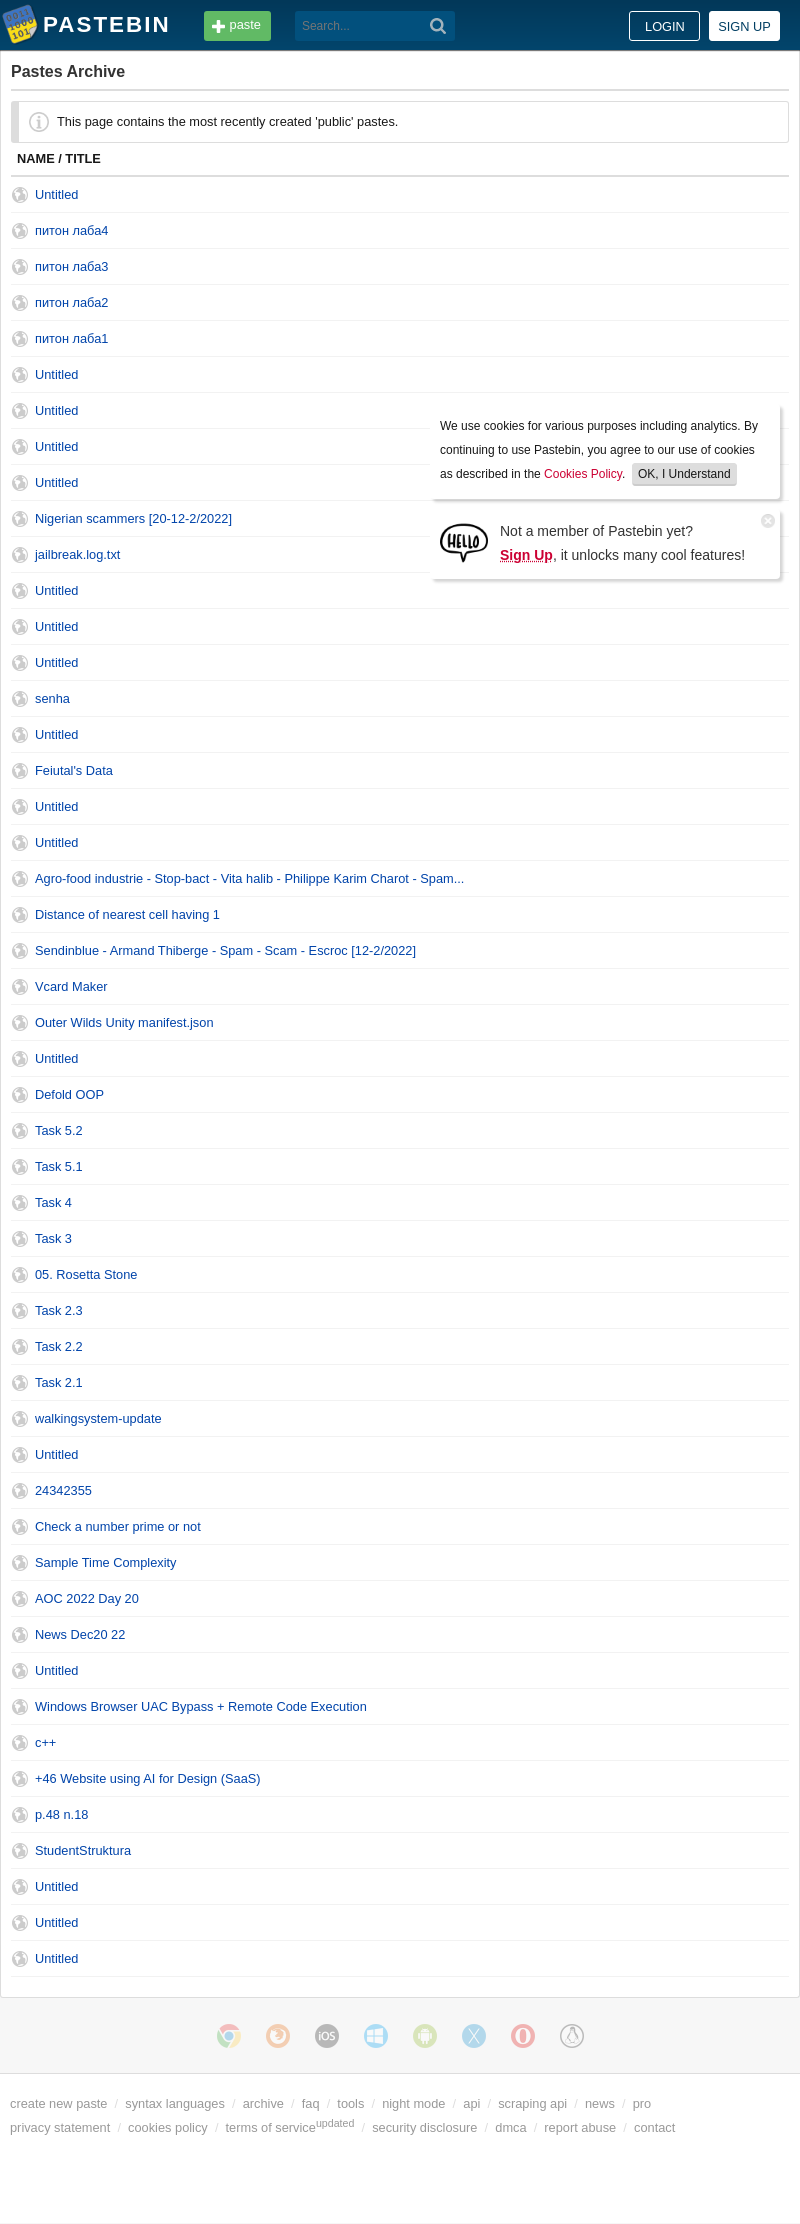 PASTEBIN
paste
Search...
LOGIN
SIGN UP
Pastes Archive
This page contains the most recently created 'public' pastes.
NAME / TITLE
Untitled
питон лаба4
питон лаба3
питон лаба2
питон лаба1
Untitled
Untitled
Untitled
Untitled
Nigerian scammers [20-12-2/2022]
jailbreak.log.txt
We use cookies for various purposes including analytics. By
continuing to use Pastebin, you agree to our use of cookies
as described in the Cookies Policy. OK, I Understand
HELLO
Not a member of Pastebin yet?
Sign Up, it unlocks many cool features!
Untitled
Untitled
Untitled
senha
Untitled
Feiutal's Data
Untitled
Untitled
Agro-food industrie - Stop-bact - Vita halib - Philippe Karim Charot - Spam...
Distance of nearest cell having 1
Sendinblue - Armand Thiberge - Spam - Scam - Escroc [12-2/2022]
Vcard Maker
Outer Wilds Unity manifest.json
Untitled
Defold OOP
Task 5.2
Task 5.1
Task 4
Task 3
05. Rosetta Stone
Task 2.3
Task 2.2
Task 2.1
walkingsystem-update
Untitled
24342355
Check a number prime or not
Sample Time Complexity
AOC 2022 Day 20
News Dec20 22
Untitled
Windows Browser UAC Bypass + Remote Code Execution
c++
+46 Website using AI for Design (SaaS)
p.48 n.18
StudentStruktura
Untitled
Untitled
Untitled
iOS
create new paste / syntax languages / archive / faq / tools / night mode / api / scraping api / news / pro
privacy statement / cookies policy / terms of service updated / security disclosure / dmca / report abuse / contact